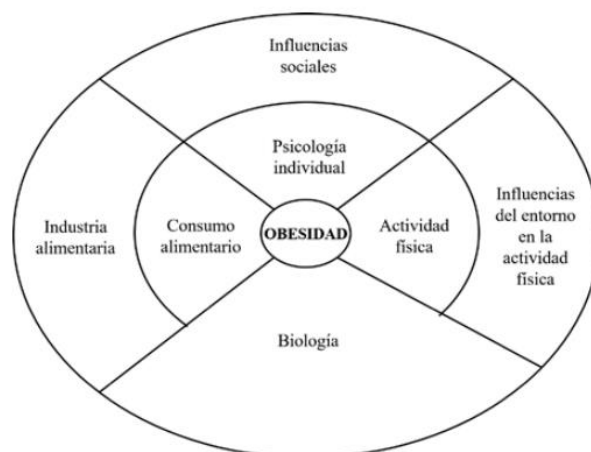 Influencias
sociales
Psicología
individual
Industria
alimentaria
Consumo
alimentario
OBESIDAD
Actividad
física
Influencias
del entorno
en la
actividad
física
Biología